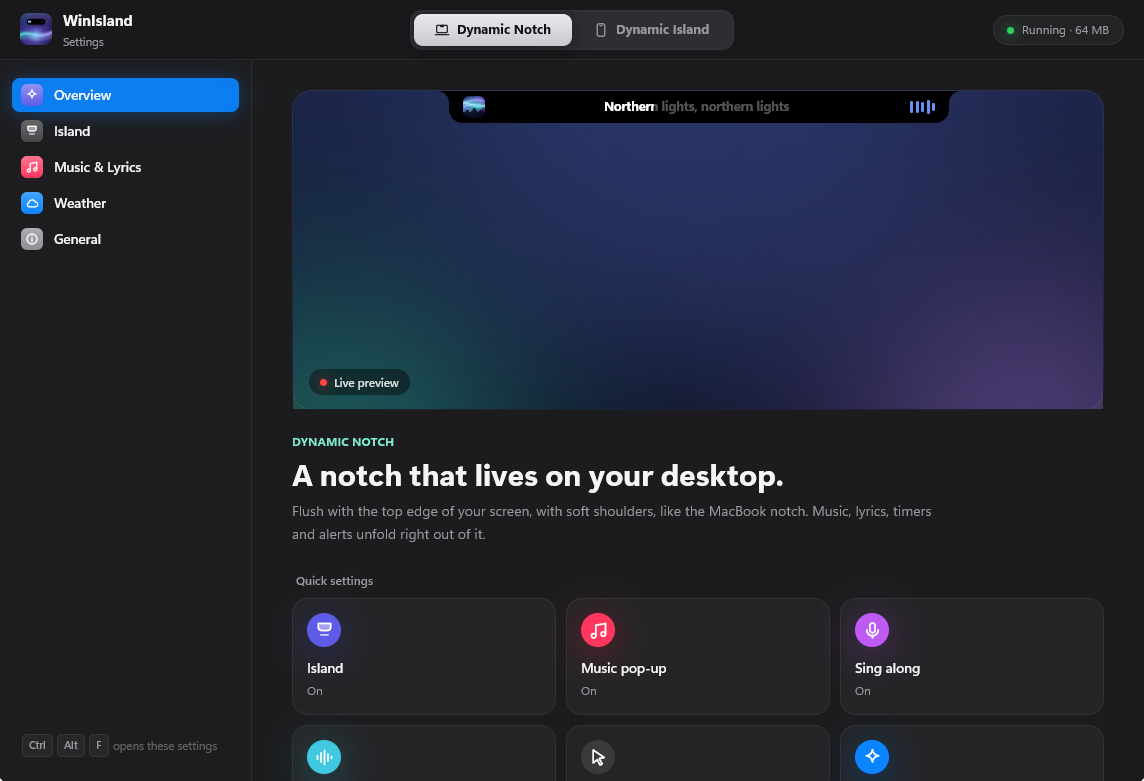 WinIsland
Settings
Dynamic Notch
Dynamic Island
Running · 64 MB
Overview
Island
Music & Lyrics
Weather
General
Ctrl Alt F opens these settings
Northern lights, northern lights
Live preview
DYNAMIC NOTCH
A notch that lives on your desktop.
Flush with the top edge of your screen, with soft shoulders, like the MacBook notch. Music, lyrics, timers
and alerts unfold right out of it.
Quick settings
Island
On
Music pop-up
On
Sing along
On